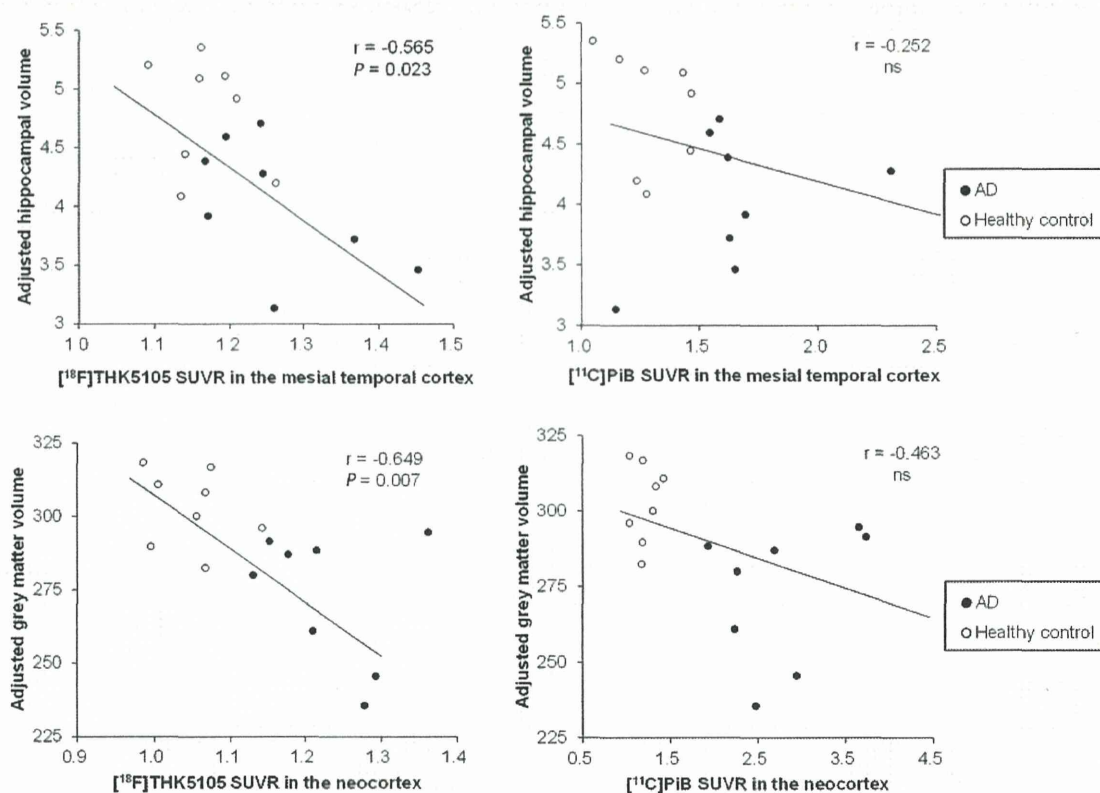 5.5
5
4.5
4
3.5
3
Adjusted hippocampal volume
r = -0.565
P = 0.023
1.0 1.1 1.2 1.3 1.4 1.5
[¹⁸F]THK5105 SUVR in the mesial temporal cortex
5.5
5
4.5
4
3.5
3
Adjusted hippocampal volume
r = -0.252
ns
1.0 1.5 2.0 2.5
[¹¹C]PiB SUVR in the mesial temporal cortex
AD
Healthy control
325
300
275
250
225
Adjusted grey matter volume
r = -0.649
P = 0.007
0.9 1.0 1.1 1.2 1.3 1.4
[¹⁸F]THK5105 SUVR in the neocortex
325
300
275
250
225
Adjusted grey matter volume
r = -0.463
ns
0.5 1.5 2.5 3.5 4.5
[¹¹C]PiB SUVR in the neocortex
AD
Healthy control